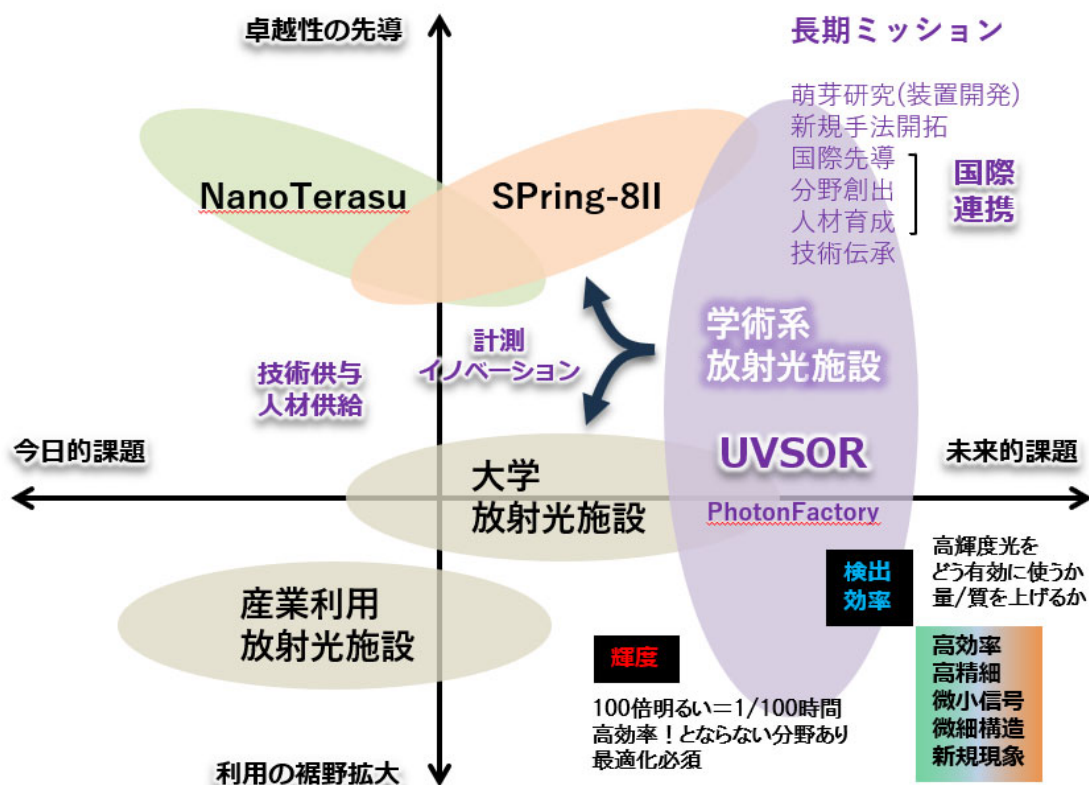 卓越性の先導
長期ミッション
萌芽研究(装置開発)
新規手法開拓
国際先導
分野創出
人材育成
技術伝承
国際
連携
NanoTerasu
SPring-8II
学術系
放射光施設
計測
イノベーション
技術供与
人材供給
今日的課題
未来的課題
UVSOR
PhotonFactory
大学
放射光施設
産業利用
放射光施設
検出
効率
高輝度光を
どう有効に使うか
量/質を上げるか
輝度
100倍明るい＝1/100時間
高効率！とならない分野あり
最適化必須
高効率
高精細
微小信号
微細構造
新規現象
利用の裾野拡大